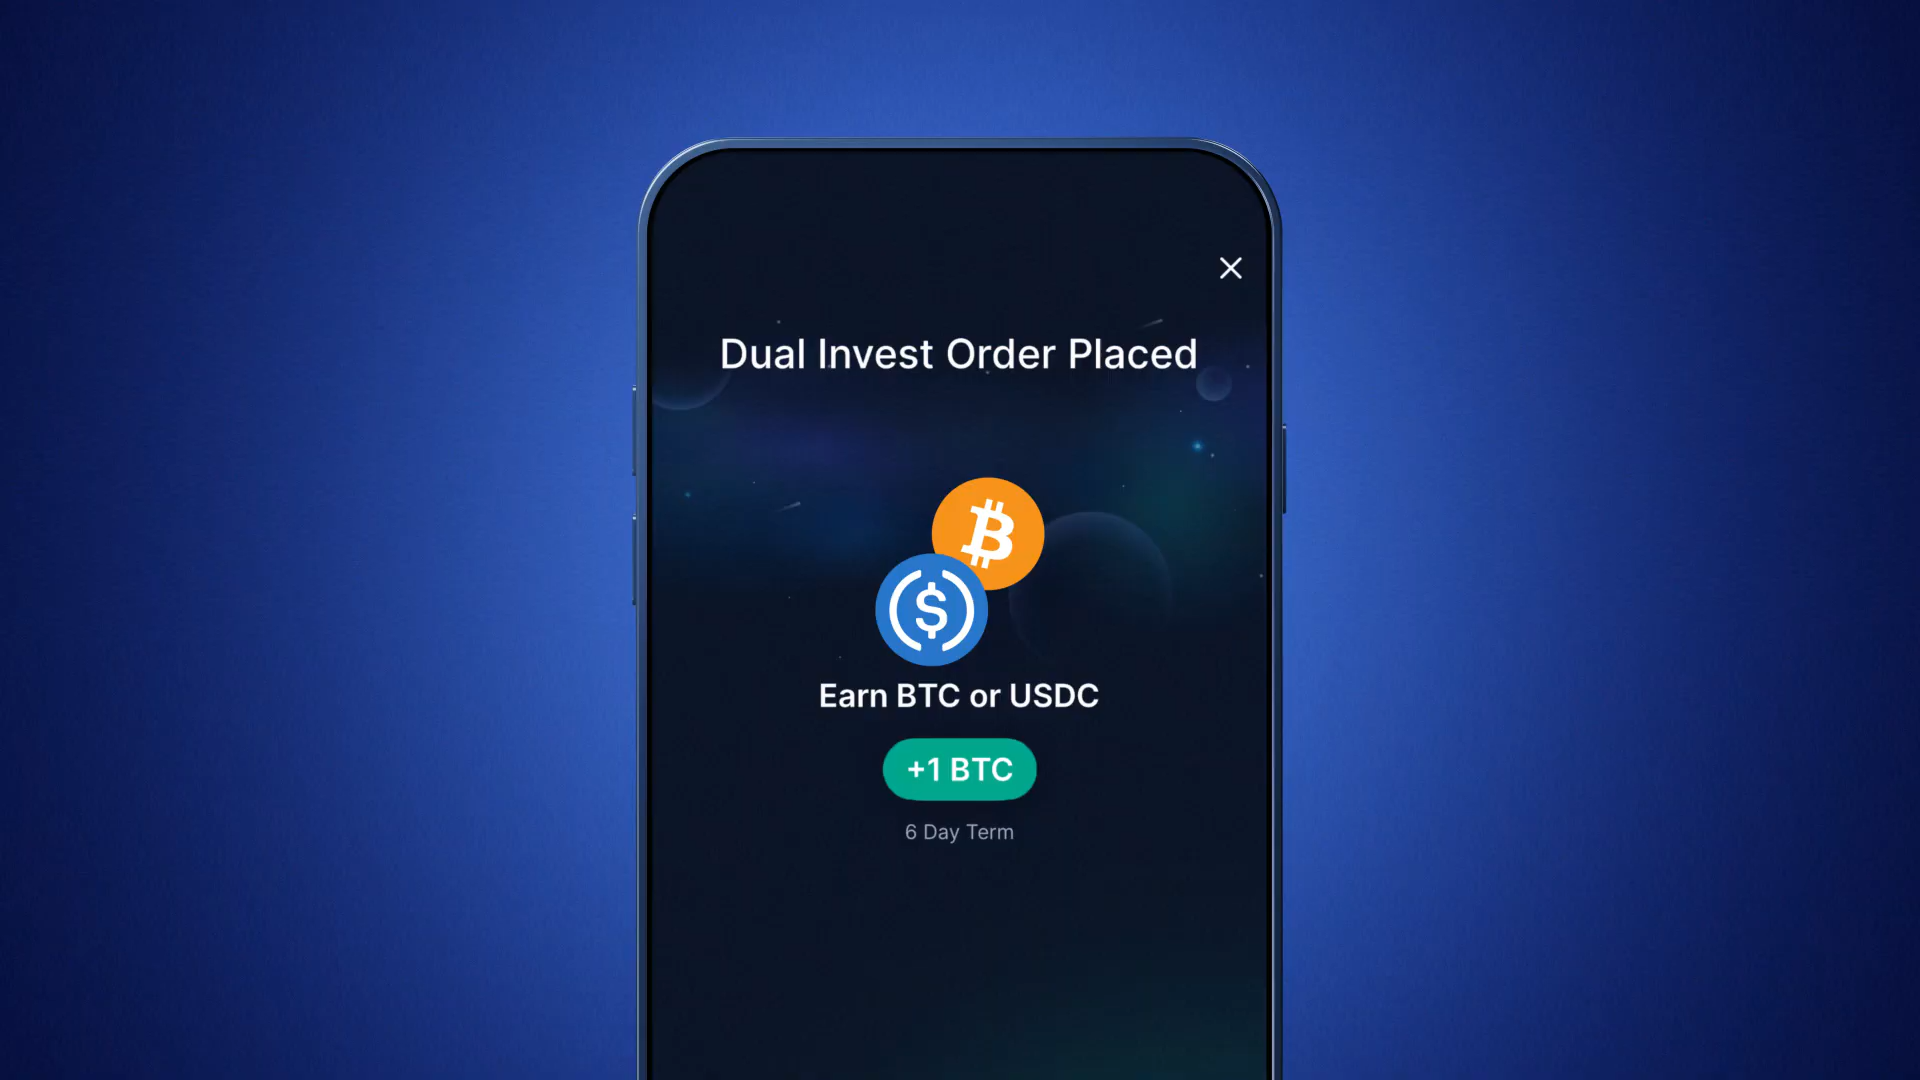 Dual Invest Order Placed
Earn BTC or USDC
+1 BTC
6 Day Term